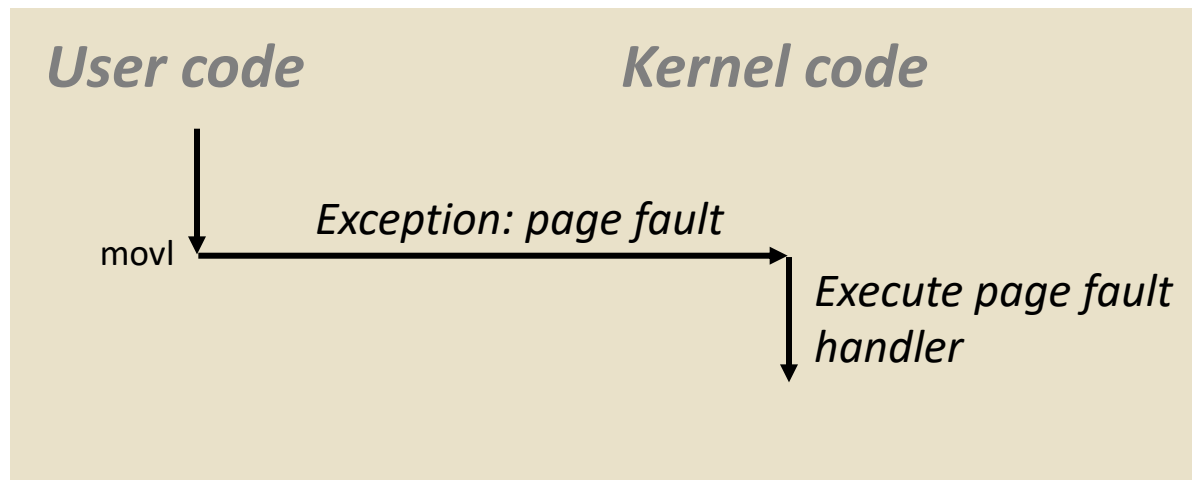 User code
Kernel code
Exception: page fault
movl
Execute page fault
handler